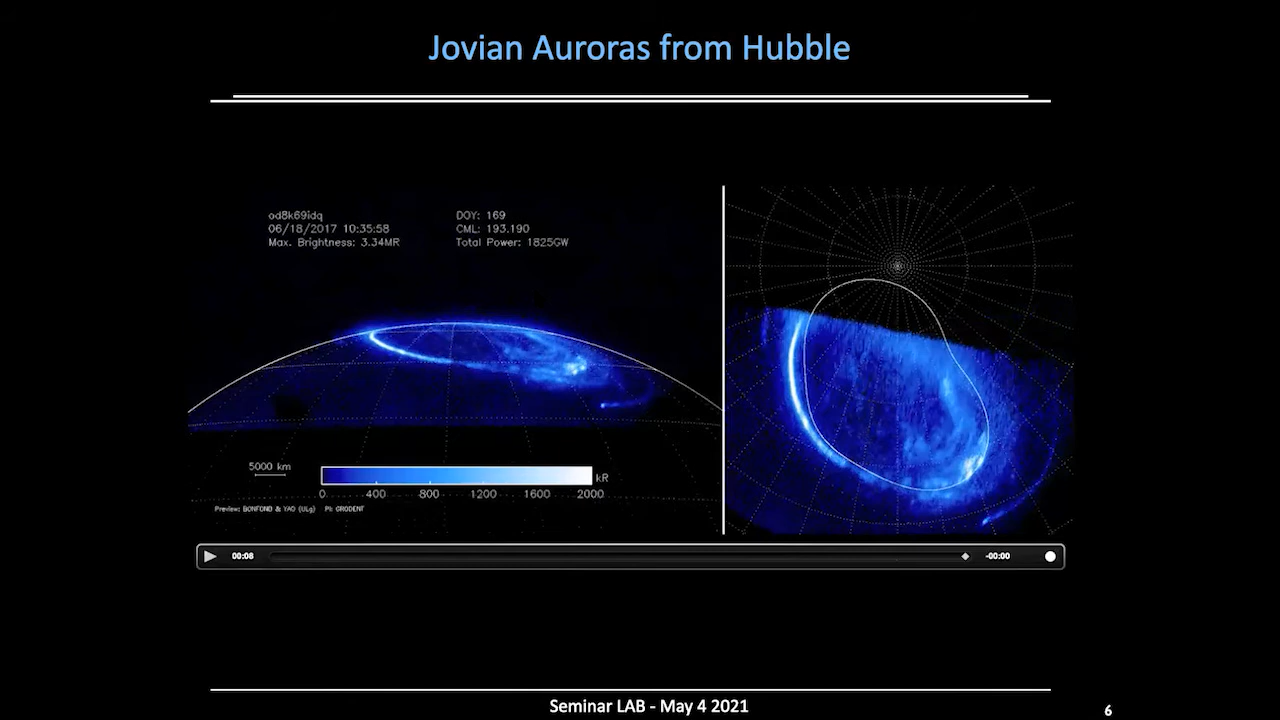 Jovian Auroras from Hubble
od8k69idq
06/18/2017 10:35:58
Max. Brightness: 3.34MR
DOY: 169
CML: 193.190
Total Power: 1825GW
5000 km
kR
0 400 800 1200 1600 2000
Preview: BONFOND & YAO (ULg) PI: GRODENT
00:08
-00:00
Seminar LAB - May 4 2021
6